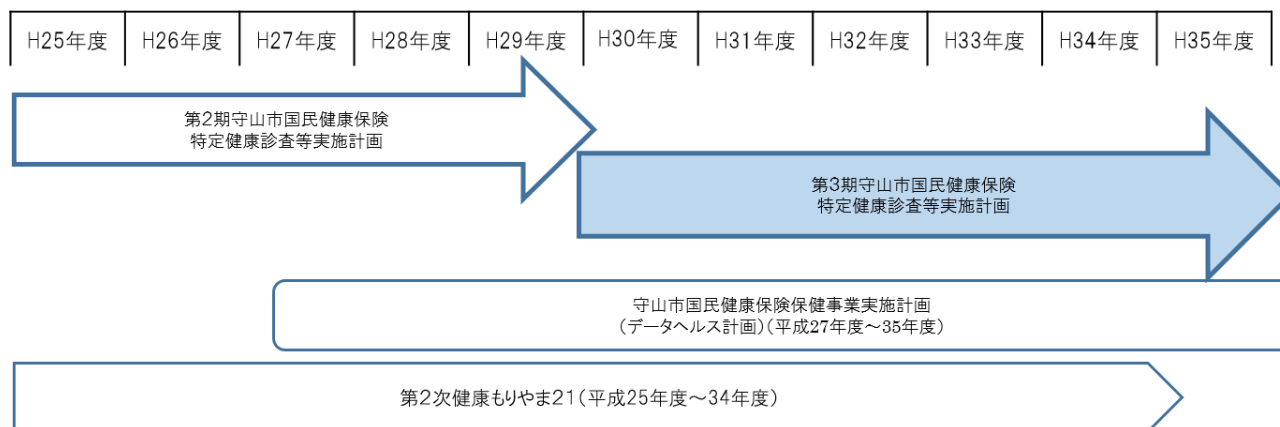 H25年度 H26年度 H27年度 H28年度 H29年度 H30年度 H31年度 H32年度 H33年度 H34年度 H35年度
第2期守山市国民健康保険
特定健康診査等実施計画
第3期守山市国民健康保険
特定健康診査等実施計画
守山市国民健康保険保健事業実施計画
(データヘルス計画)(平成27年度～35年度)
第2次健康もりやま21(平成25年度～34年度)